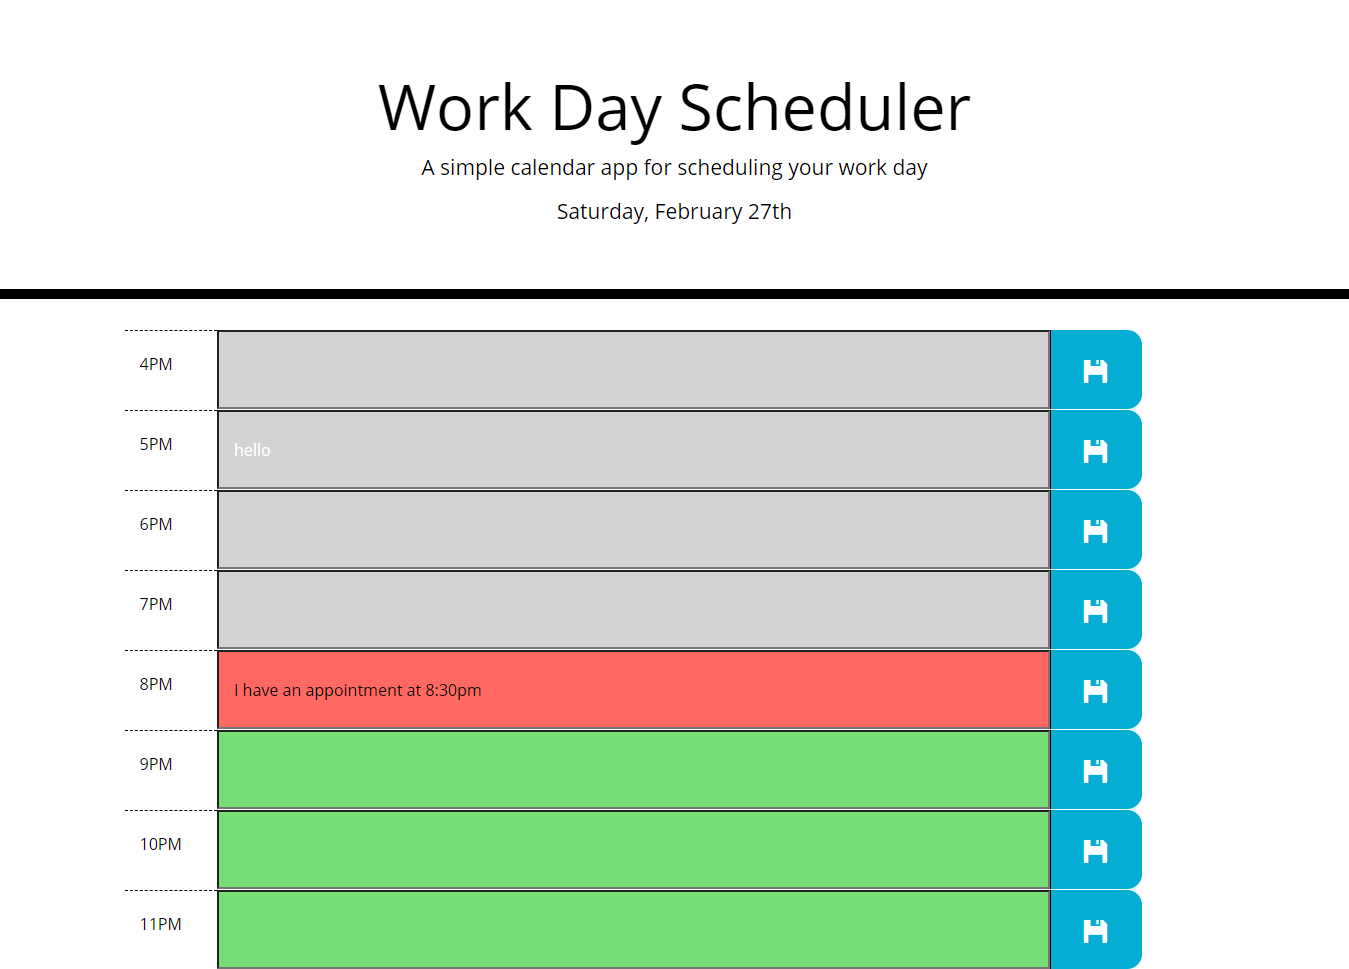 Work Day Scheduler
A simple calendar app for scheduling your work day
Saturday, February 27th
4PM
5PM
hello
6PM
7PM
8PM
I have an appointment at 8:30pm
9PM
10PM
11PM